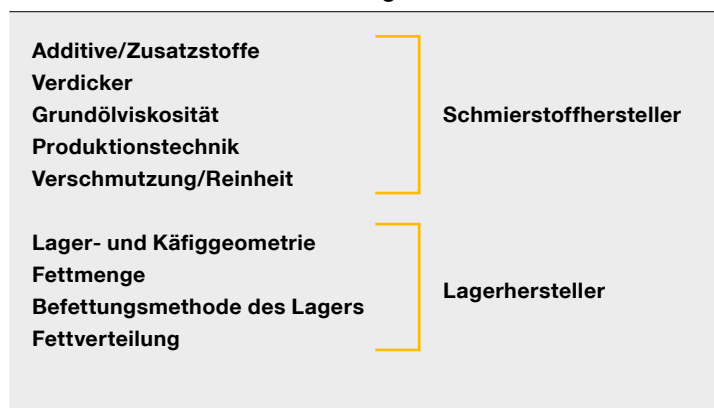 Additive/Zusatzstoffe
Verdicker
Grundölviskosität
Produktionstechnik
Verschmutzung/Reinheit
Schmierstoffhersteller
Lager- und Käfiggeometrie
Fettmenge
Befettungsmethode des Lagers
Fettverteilung
Lagerhersteller